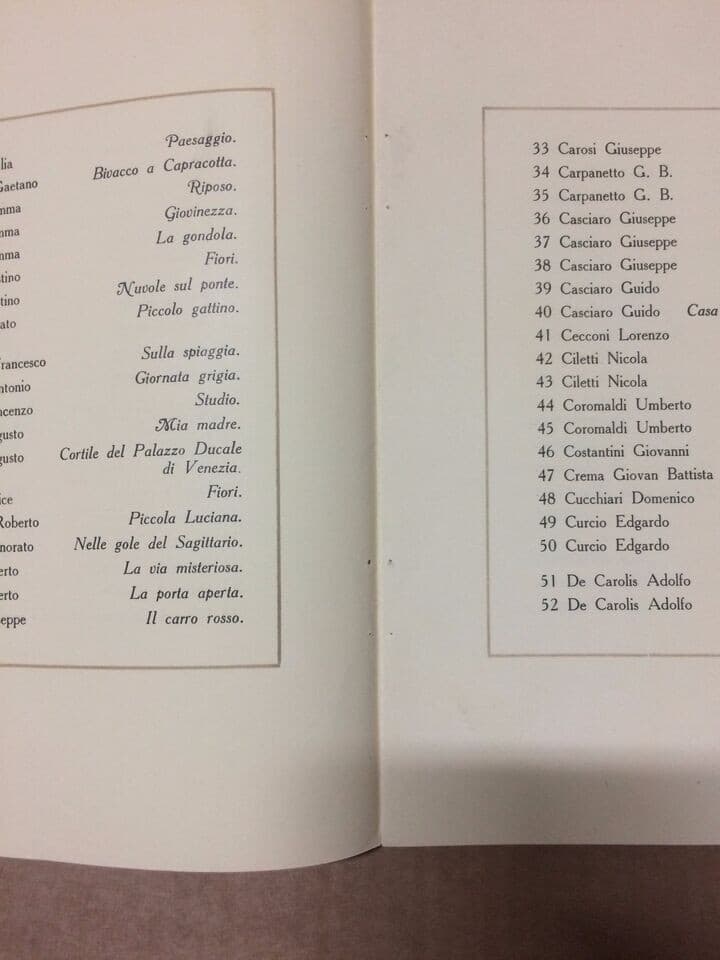 Paesaggio.
lia Bivacco a Capracotta.
Gaetano Riposo.
mma Giovinezza.
mma La gondola.
mma Fiori.
tino Nuvole sul ponte.
tino Piccolo gattino.
ato
Francesco Sulla spiaggia.
ntonio Giornata grigia.
ncenzo Studio.
gusto Mia madre.
gusto Cortile del Palazzo Ducale
di Venezia.
ice Fiori.
Roberto Piccola Luciana.
norato Nelle gole del Sagittario.
erto La via misteriosa.
erto La porta aperta.
eppe Il carro rosso.
33 Carosi Giuseppe
34 Carpanetto G. B.
35 Carpanetto G. B.
36 Casciaro Giuseppe
37 Casciaro Giuseppe
38 Casciaro Giuseppe
39 Casciaro Guido
40 Casciaro Guido Casa
41 Cecconi Lorenzo
42 Ciletti Nicola
43 Ciletti Nicola
44 Coromaldi Umberto
45 Coromaldi Umberto
46 Costantini Giovanni
47 Crema Giovan Battista
48 Cucchiari Domenico
49 Curcio Edgardo
50 Curcio Edgardo
51 De Carolis Adolfo
52 De Carolis Adolfo